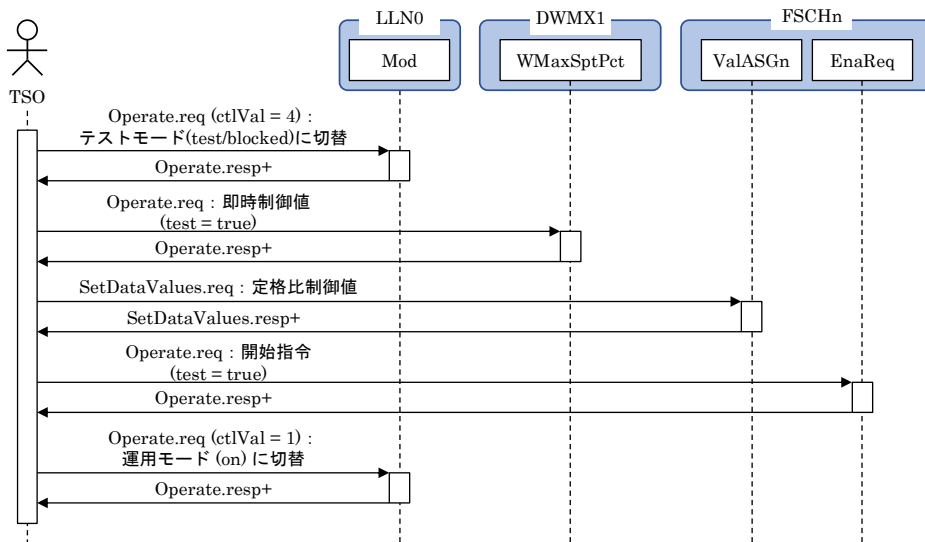 LLN0
DWMX1
FSCHn
Mod
WMaxSptPct
ValASGn
EnaReq
TSO
Operate.req (ctlVal = 4) :
テストモード(test/blocked)に切替
Operate.resp+
Operate.req : 即時制御値
(test = true)
Operate.resp+
SetDataValues.req : 定格比制御値
SetDataValues.resp+
Operate.req : 開始指令
(test = true)
Operate.resp+
Operate.req (ctlVal = 1) :
運用モード (on) に切替
Operate.resp+